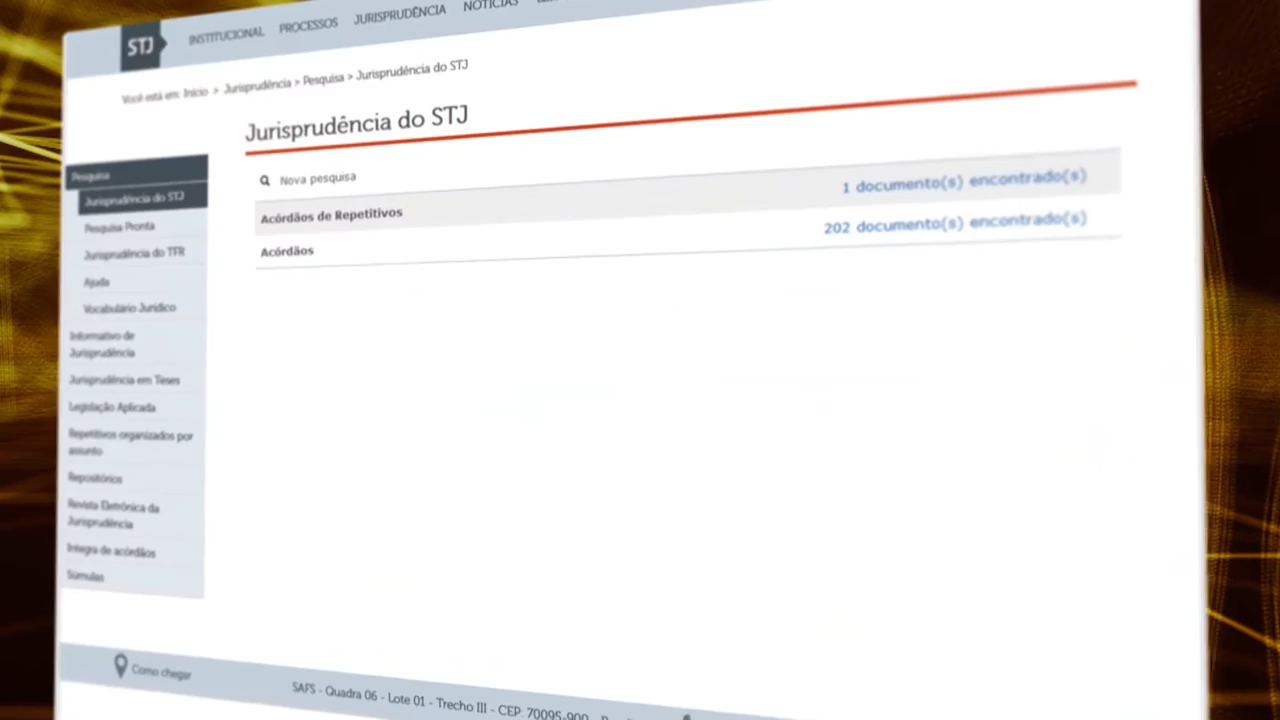 STJ
INSTITUCIONAL PROCESSOS JURISPRUDÊNCIA NOTÍCIAS
Você está em: Início > Jurisprudência > Pesquisa > Jurisprudência do STJ
Jurisprudência do STJ
Nova pesquisa
Acórdãos de Repetitivos 1 documento(s) encontrado(s)
Acórdãos 202 documento(s) encontrado(s)
Pesquisa
Jurisprudência do STJ
Pesquisa Pronta
Jurisprudência do TFR
Ajuda
Vocabulário Jurídico
Informativo de
Jurisprudência
Jurisprudência em Teses
Legislação Aplicada
Repetitivos organizados por
assunto
Repositórios
Revista Eletrônica da
Jurisprudência
Íntegra de acórdãos
Súmulas
Como chegar
SAFS - Quadra 06 - Lote 01 - Trecho III - CEP: 70095-900